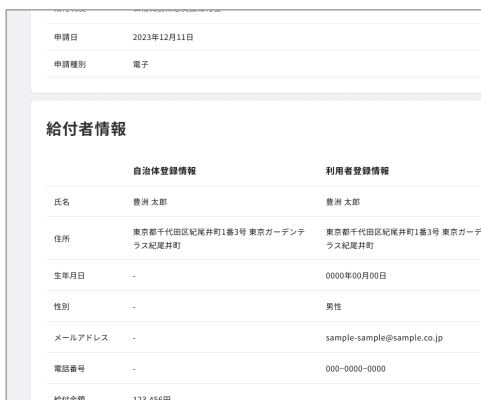 申請日 2023年12月11日
申請種別 電子
給付者情報
自治体登録情報 利用者登録情報
氏名 豊洲 太郎 豊洲 太郎
住所 東京都千代田区紀尾井町1番3号 東京ガーデンテ 東京都千代田区紀尾井町1番3号 東京ガーデ
ラス紀尾井町 ラス紀尾井町
生年月日 - 0000年00月00日
性別 - 男性
メールアドレス - sample-sample@sample.co.jp
電話番号 - 000-0000-0000
給付金額 123,456円